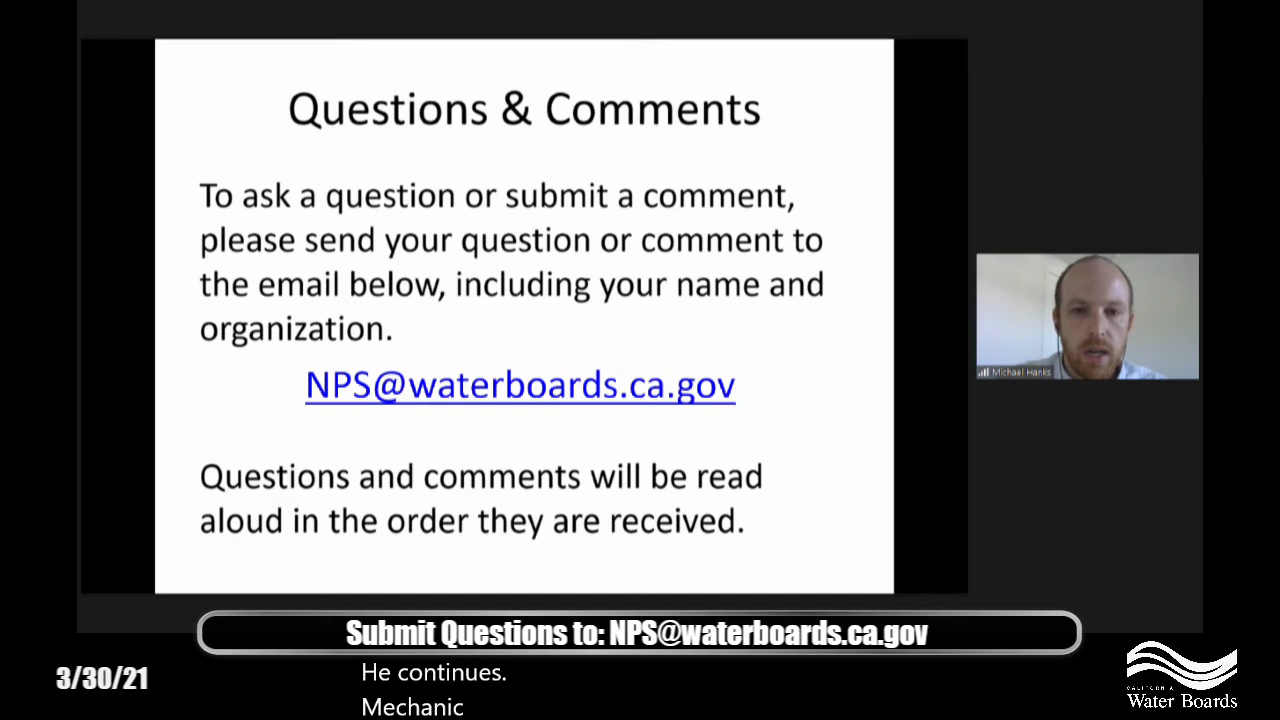 Questions & Comments
To ask a question or submit a comment,
please send your question or comment to
the email below, including your name and
organization.
NPS@waterboards.ca.gov
Questions and comments will be read
aloud in the order they are received.
Michael Hanks
Submit Questions to: NPS@waterboards.ca.gov
3/30/21
He continues.
Mechanic
CALIFORNIA
Water Boards